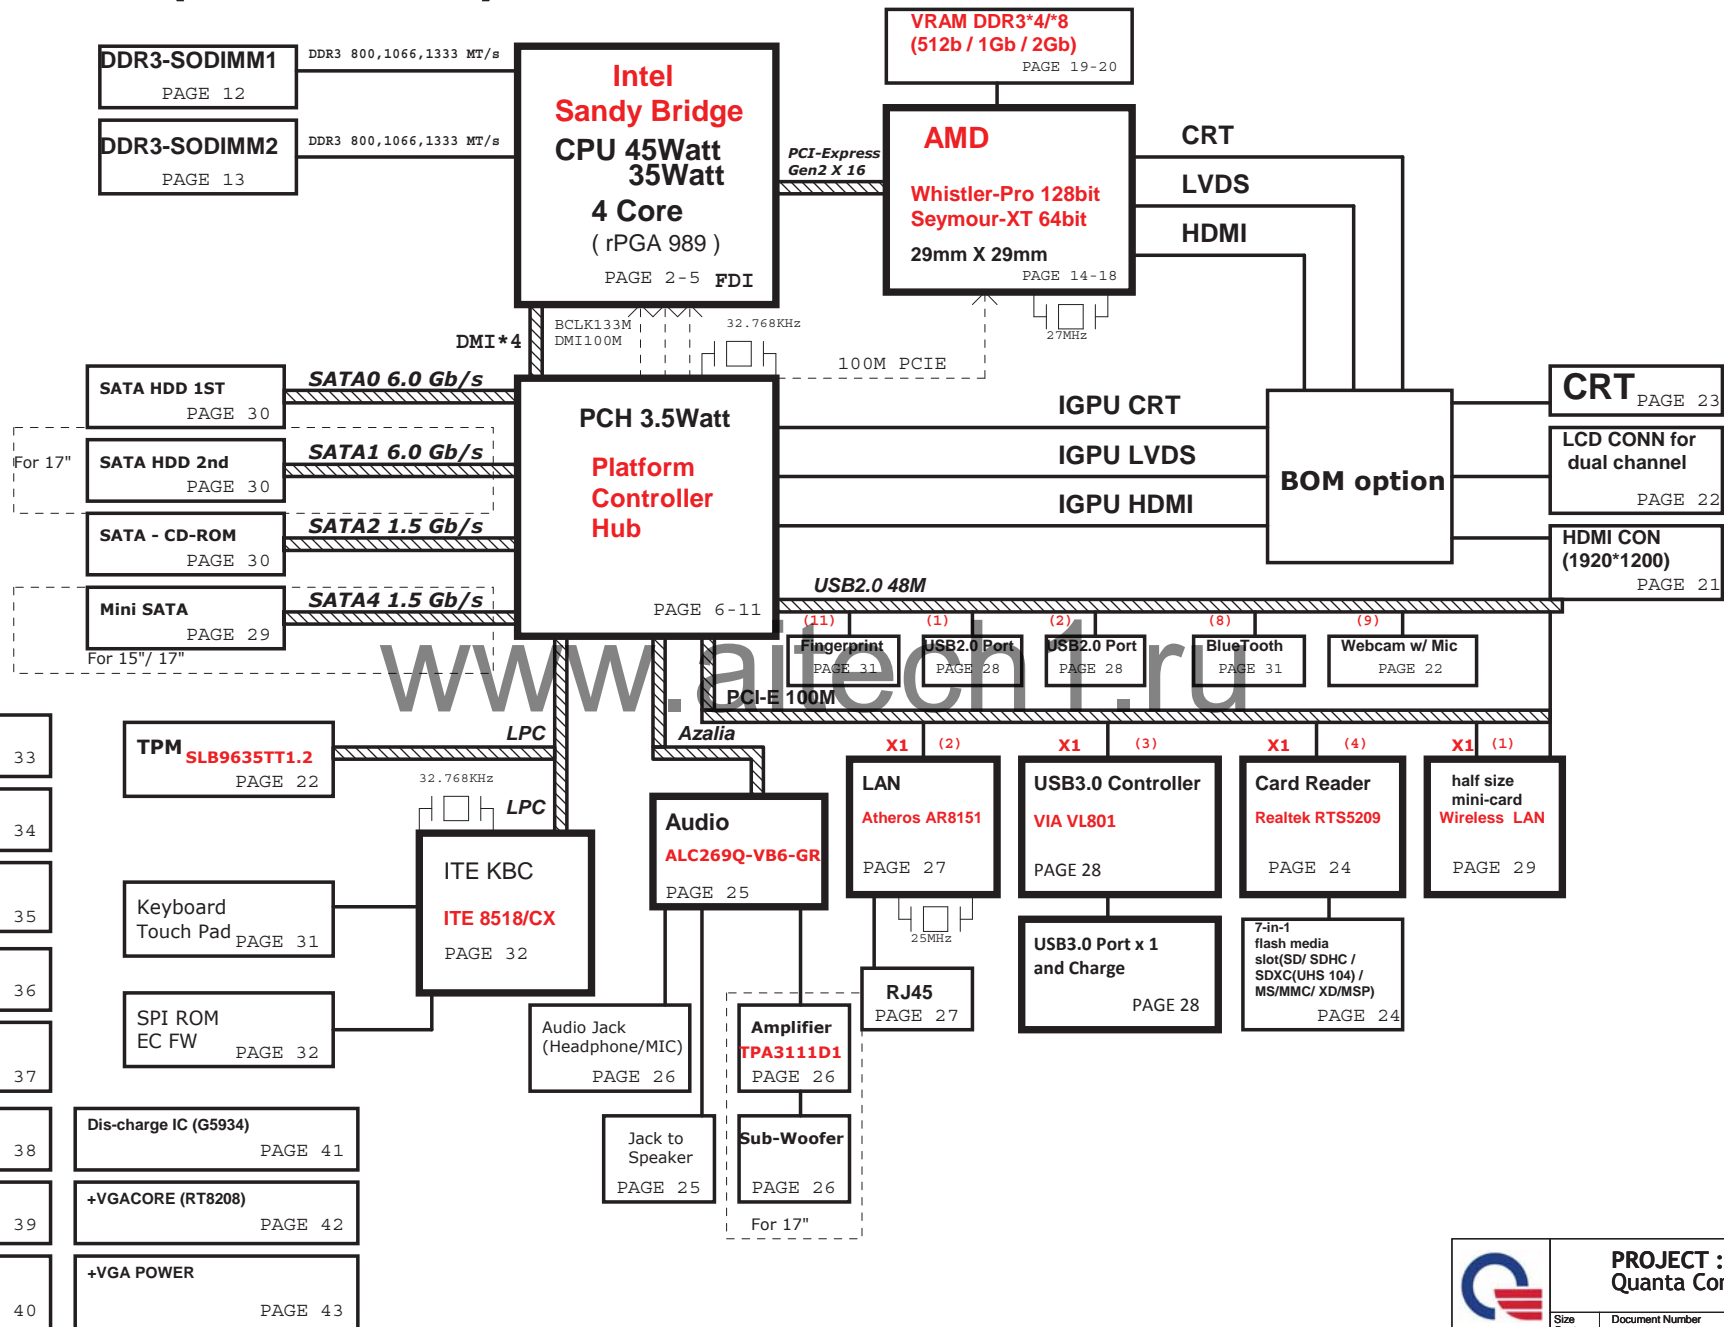 DDR3-SODIMM1
PAGE 12
DDR3 800,1066,1333 MT/s
DDR3-SODIMM2
PAGE 13
DDR3 800,1066,1333 MT/s
Intel
Sandy Bridge
CPU 45Watt
35Watt
4 Core
( rPGA 989 )
PAGE 2-5 FDI
PCI-Express
Gen2 X 16
VRAM DDR3*4/*8
(512b / 1Gb / 2Gb)
PAGE 19-20
AMD
Whistler-Pro 128bit
Seymour-XT 64bit
29mm X 29mm
PAGE 14-18
CRT
LVDS
HDMI
27MHz
DMI*4
BCLK133M
DMI100M
32.768KHz
100M PCIE
SATA HDD 1ST
PAGE 30
SATA0 6.0 Gb/s
For 17"
SATA HDD 2nd
PAGE 30
SATA1 6.0 Gb/s
SATA - CD-ROM
PAGE 30
SATA2 1.5 Gb/s
Mini SATA
PAGE 29
SATA4 1.5 Gb/s
For 15"/ 17"
PCH 3.5Watt
Platform
Controller
Hub
PAGE 6-11
IGPU CRT
IGPU LVDS
IGPU HDMI
BOM option
CRT PAGE 23
LCD CONN for
dual channel
PAGE 22
HDMI CON
(1920*1200)
PAGE 21
USB2.0 48M
(11)
Fingerprint
PAGE 31
(1)
USB2.0 Port
PAGE 28
(2)
USB2.0 Port
PAGE 28
(8)
BlueTooth
PAGE 31
(9)
Webcam w/ Mic
PAGE 22
www.aitech1.ru
PCI-E 100M
LPC
Azalia
TPM SLB9635TT1.2
PAGE 22
32.768KHz
LPC
ITE KBC
ITE 8518/CX
PAGE 32
Keyboard
Touch Pad PAGE 31
SPI ROM
EC FW
PAGE 32
Audio
ALC269Q-VB6-GR
PAGE 25
Audio Jack
(Headphone/MIC)
PAGE 26
Jack to
Speaker
PAGE 25
Amplifier
TPA3111D1
PAGE 26
Sub-Woofer
PAGE 26
For 17"
X1 (2)
LAN
Atheros AR8151
PAGE 27
25MHz
RJ45
PAGE 27
X1 (3)
USB3.0 Controller
VIA VL801
PAGE 28
USB3.0 Port x 1
and Charge
PAGE 28
X1 (4)
Card Reader
Realtek RTS5209
PAGE 24
7-in-1
flash media
slot(SD/ SDHC /
SDXC(UHS 104) /
MS/MMC/ XD/MSP)
PAGE 24
X1 (1)
half size
mini-card
Wireless LAN
PAGE 29
33
34
35
36
37
38
39
40
Dis-charge IC (G5934)
PAGE 41
+VGACORE (RT8208)
PAGE 42
+VGA POWER
PAGE 43
PROJECT :
Quanta Con
Size
Document Number